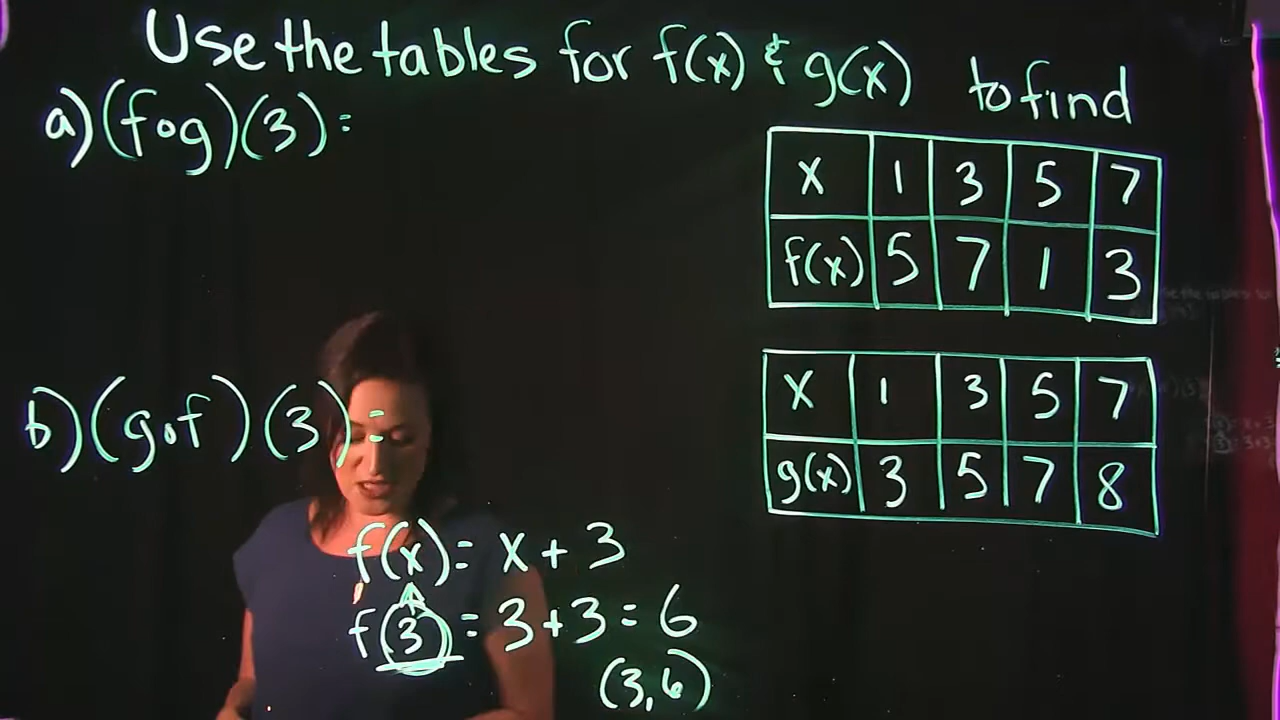 Use the tables for f(x) & g(x) to find
a) (f∘g)(3) =
x 1 3 5 7
f(x) 5 7 1 3
b) (g∘f)(3) =
x 1 3 5 7
g(x) 3 5 7 8
f(x) = x + 3
f(3) = 3 + 3 = 6
(3, 6)